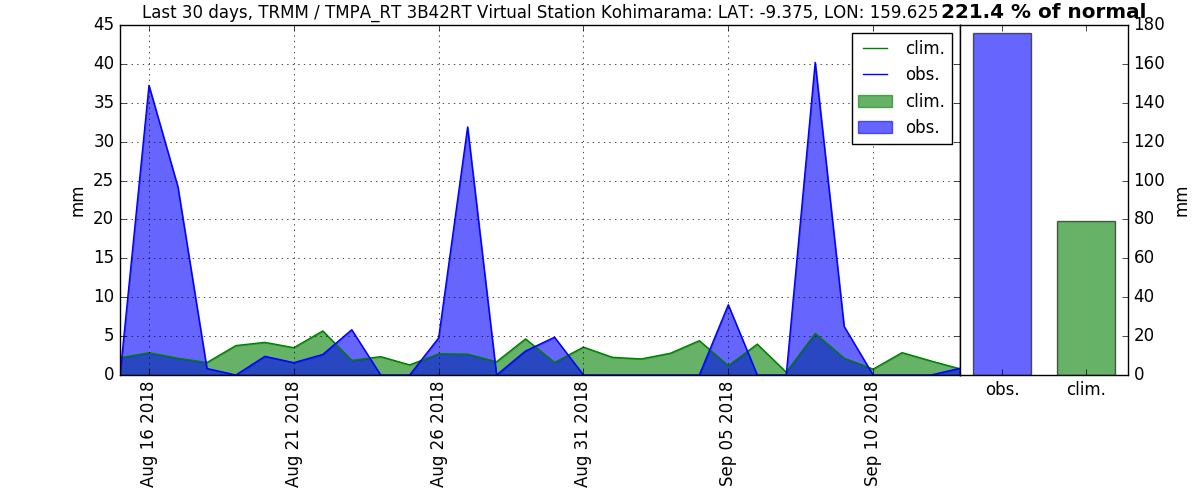 Last 30 days, TRMM / TMPA_RT 3B42RT Virtual Station Kohimarama: LAT: -9.375, LON: 159.625 221.4 % of normal
45
40
35
30
25
20
15
10
5
0
mm
clim.
obs.
clim.
obs.
Aug 16 2018
Aug 21 2018
Aug 26 2018
Aug 31 2018
Sep 05 2018
Sep 10 2018
180
160
140
120
100
80
60
40
20
0
mm
obs.
clim.